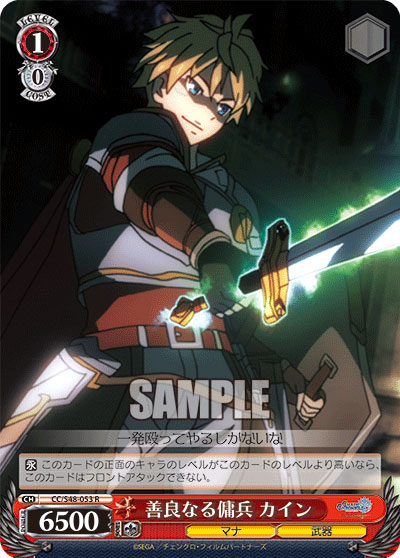 LEVEL
1
0
COST
SAMPLE
一発殴ってやるしかないな
永 このカードの正面のキャラのレベルがこのカードのレベルより高いなら、
このカードはフロントアタックできない。
CH CC/S48-053 R
POWER
6500
善良なる傭兵 カイン
マナ
武器
©SEGA／チェンクロ・フィルムパートナーズ